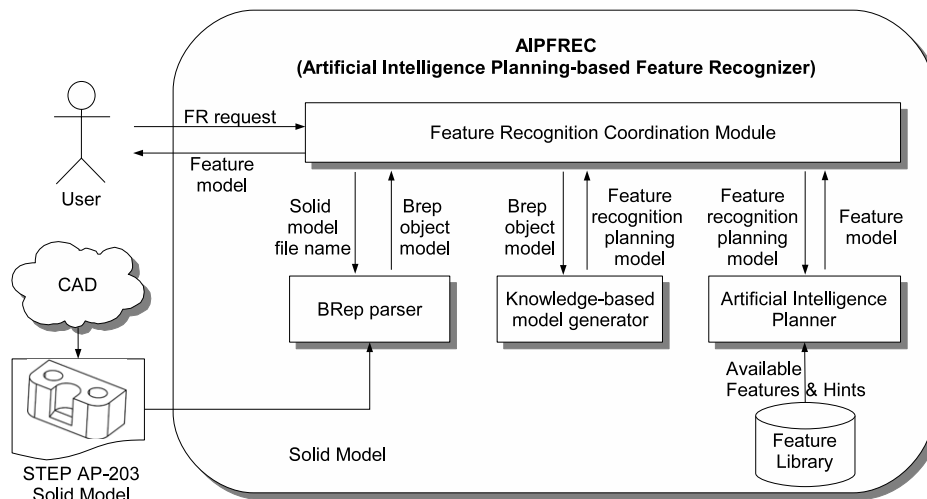 AIPFREC
(Artificial Intelligence Planning-based Feature Recognizer)
FR request
Feature Recognition Coordination Module
Feature
model
User
Solid
model
file name
Brep
object
model
Brep
object
model
Feature
recognition
planning
model
Feature
recognition
planning
model
Feature
model
CAD
BRep parser
Knowledge-based
model generator
Artificial Intelligence
Planner
Available
Features & Hints
Feature
Library
Solid Model
STEP AP-203
Solid Model